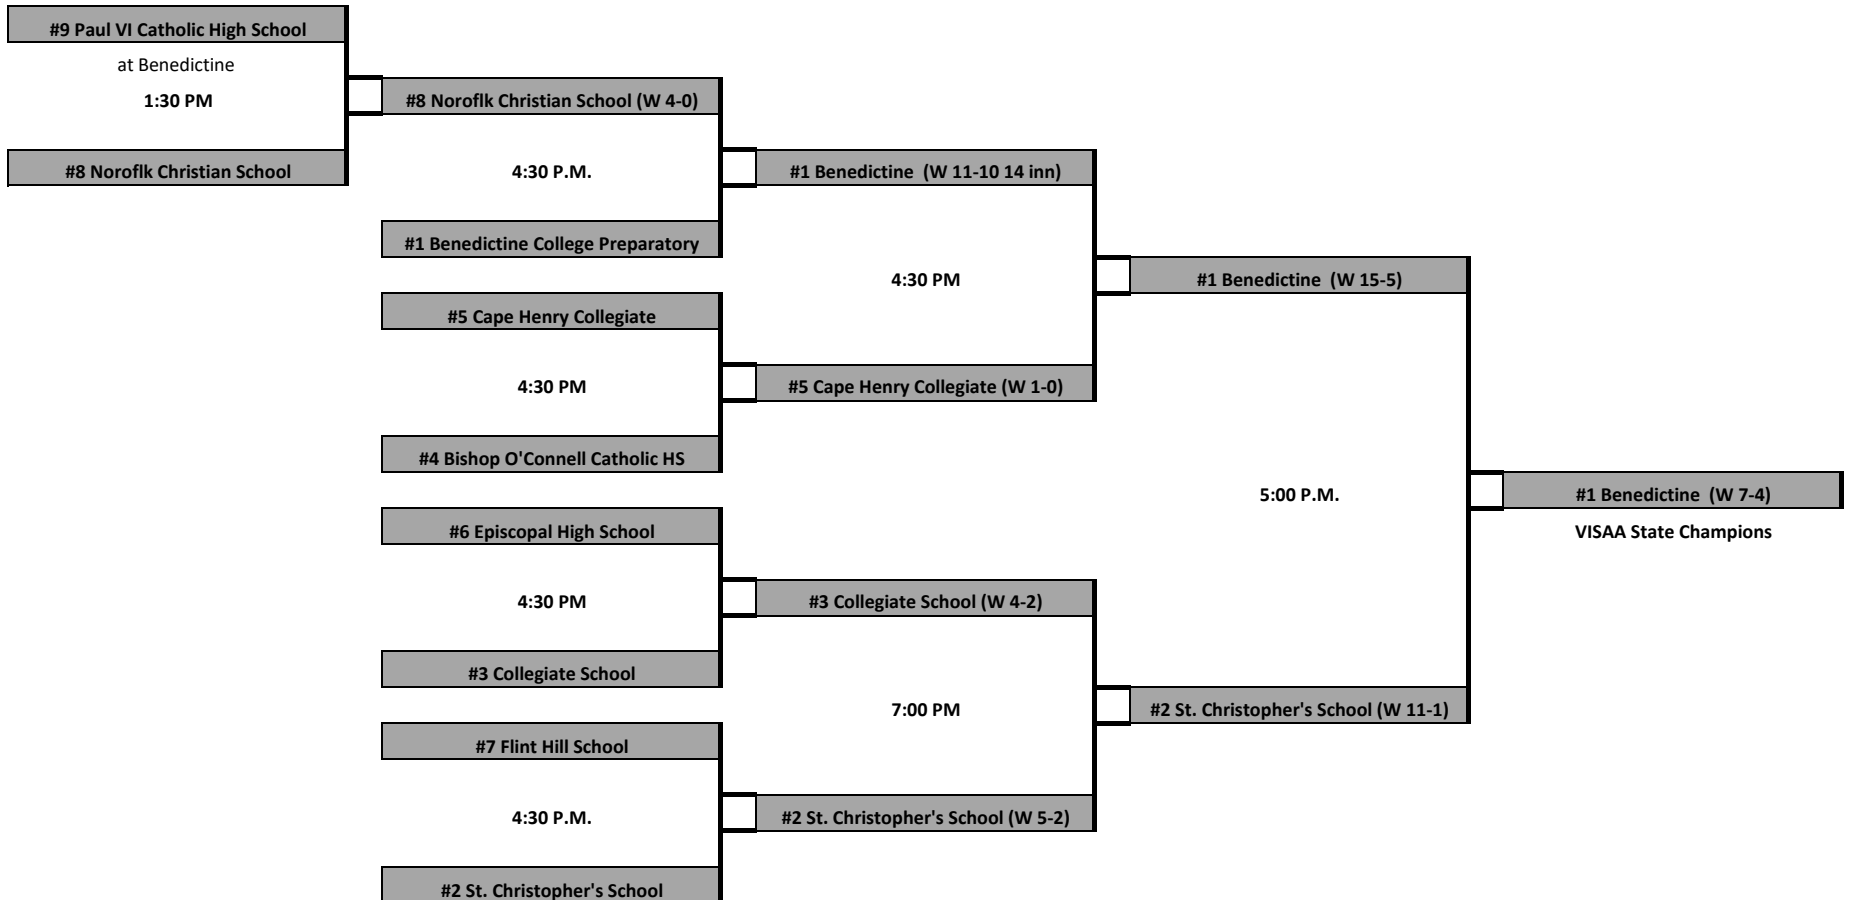 #9 Paul VI Catholic High School
at Benedictine
1:30 PM
#8 Noroflk Christian School
#8 Noroflk Christian School (W 4-0)
4:30 P.M.
#1 Benedictine College Preparatory
#5 Cape Henry Collegiate
4:30 PM
#4 Bishop O'Connell Catholic HS
#6 Episcopal High School
4:30 PM
#3 Collegiate School
#7 Flint Hill School
4:30 P.M.
#2 St. Christopher's School
#1 Benedictine  (W 11-10 14 inn)
4:30 PM
#5 Cape Henry Collegiate (W 1-0)
#3 Collegiate School (W 4-2)
7:00 PM
#2 St. Christopher's School (W 5-2)
#1 Benedictine  (W 15-5)
5:00 P.M.
#2 St. Christopher's School (W 11-1)
#1 Benedictine  (W 7-4)
VISAA State Champions